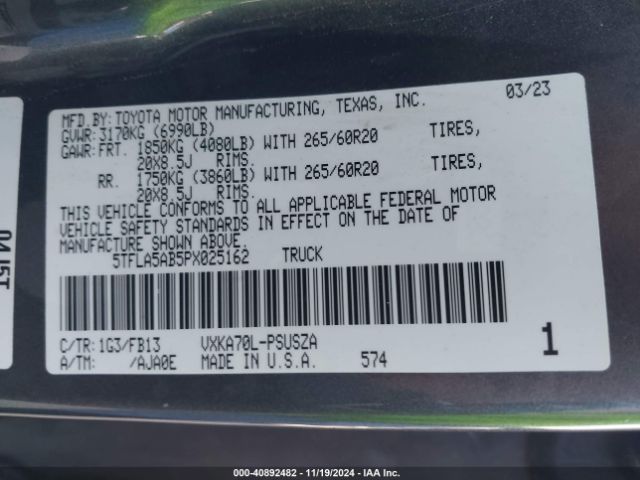 MFD.BY: TOYOTA MOTOR MANUFACTURING, TEXAS, INC. 03/23
GVWR: 3170KG (6990LB)
GAWR: FRT. 1850KG (4080LB) WITH 265/60R20 TIRES,
20X8.5J RIMS.
RR. 1750KG (3860LB) WITH 265/60R20 TIRES,
20X8.5J RIMS.
THIS VEHICLE CONFORMS TO ALL APPLICABLE FEDERAL MOTOR
VEHICLE SAFETY STANDARDS IN EFFECT ON THE DATE OF
MANUFACTURE SHOWN ABOVE.
5TFLA5AB5PX025162 TRUCK
C/TR: 1G3/FB13 VXKA70L-PSUSZA
A/TM: /AJA0E MADE IN U.S.A. 574 1
04J5T
000-40892482 - 11/19/2024 - IAA Inc.